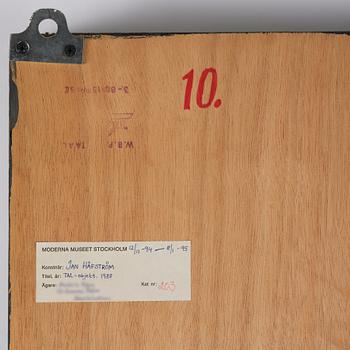 10.
W.B.P. TAAL
MODERNA MUSEET STOCKHOLM 12/11 -94 — 8/1 -95
Konstnär: JAN HÅFSTRÖM
Titel, år: TAL-objekt. 1988
Ägare:
Kat nr: 203